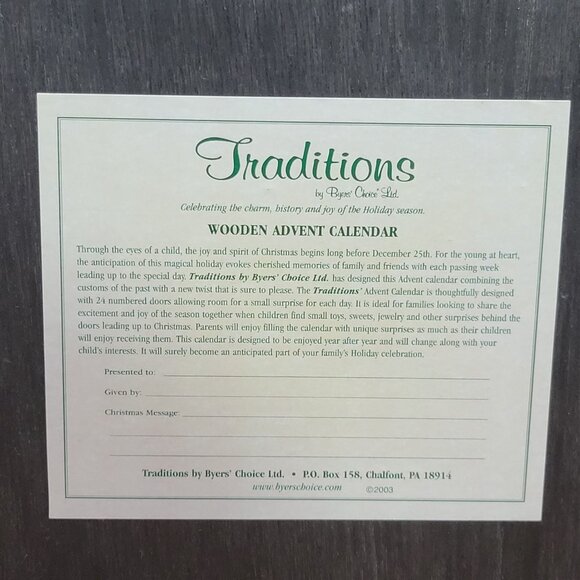 Traditions
by Byers' Choice Ltd.
Celebrating the charm, history and joy of the Holiday season.
WOODEN ADVENT CALENDAR
Through the eyes of a child, the joy and spirit of Christmas begins long before December 25th. For the young at heart,
the anticipation of this magical holiday evokes cherished memories of family and friends with each passing week
leading up to the special day. Traditions by Byers' Choice Ltd. has designed this Advent calendar combining the
customs of the past with a new twist that is sure to please. The Traditions' Advent Calendar is thoughtfully designed
with 24 numbered doors allowing room for a small surprise for each day. It is ideal for families looking to share the
excitement and joy of the season together when children find small toys, sweets, jewelry and other surprises behind the
doors leading up to Christmas. Parents will enjoy filling the calendar with unique surprises as much as their children
will enjoy receiving them. This calendar is designed to be enjoyed year after year and will change along with your
child's interests. It will surely become an anticipated part of your family's Holiday celebration.
Presented to:
Given by:
Christmas Message:
Traditions by Byers' Choice Ltd. • P.O. Box 158, Chalfont, PA 18914
www.byerschoice.com ©2003